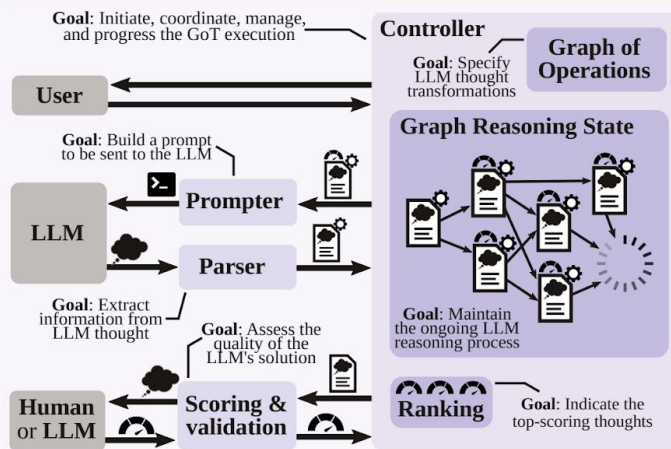 Goal: Initiate, coordinate, manage,
and progress the GoT execution
Controller
Goal: Specify
LLM thought
transformations
Graph of
Operations
User
Goal: Build a prompt
to be sent to the LLM
Prompter
LLM
Parser
Goal: Extract
information from
LLM thought
Graph Reasoning State
Goal: Maintain
the ongoing LLM
reasoning process
Goal: Assess the
quality of the
LLM's solution
Human
or LLM
Scoring &
validation
Ranking
Goal: Indicate the
top-scoring thoughts